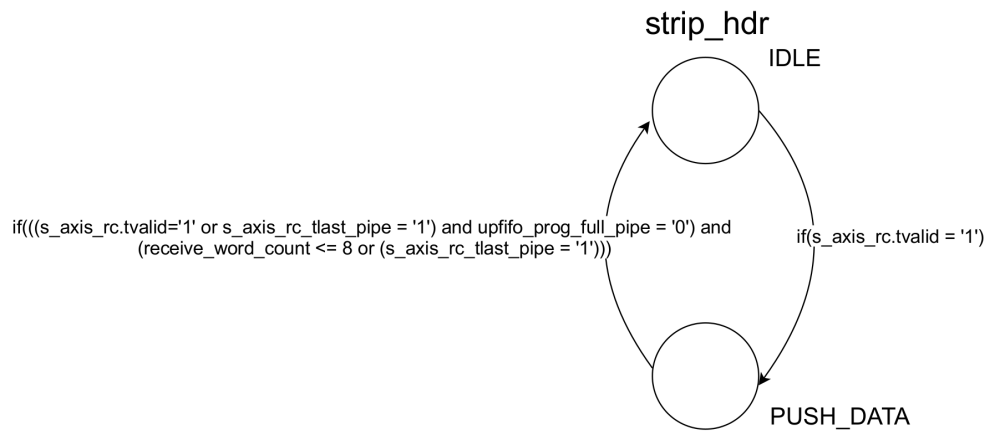 strip_hdr
IDLE
if(((s_axis_rc.tvalid='1' or s_axis_rc_tlast_pipe = '1') and upfifo_prog_full_pipe = '0') and
(receive_word_count <= 8 or (s_axis_rc_tlast_pipe = '1')))
if(s_axis_rc.tvalid = '1')
PUSH_DATA